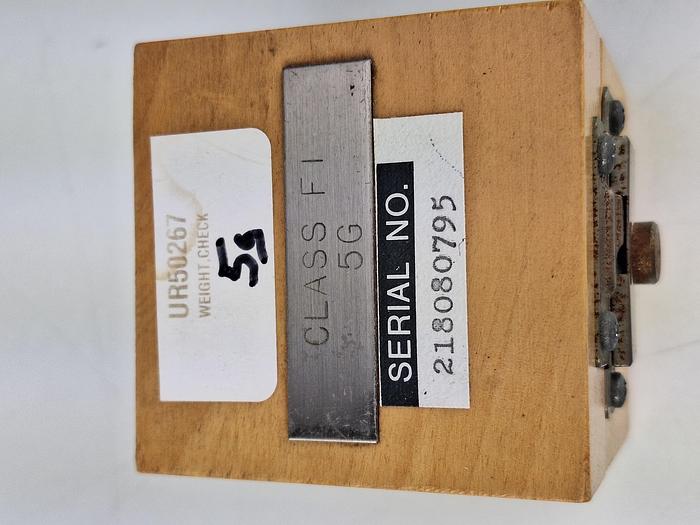 UR50267
WEIGHT CHECK
5g
CLASS F1
5G
SERIAL NO.
218080795